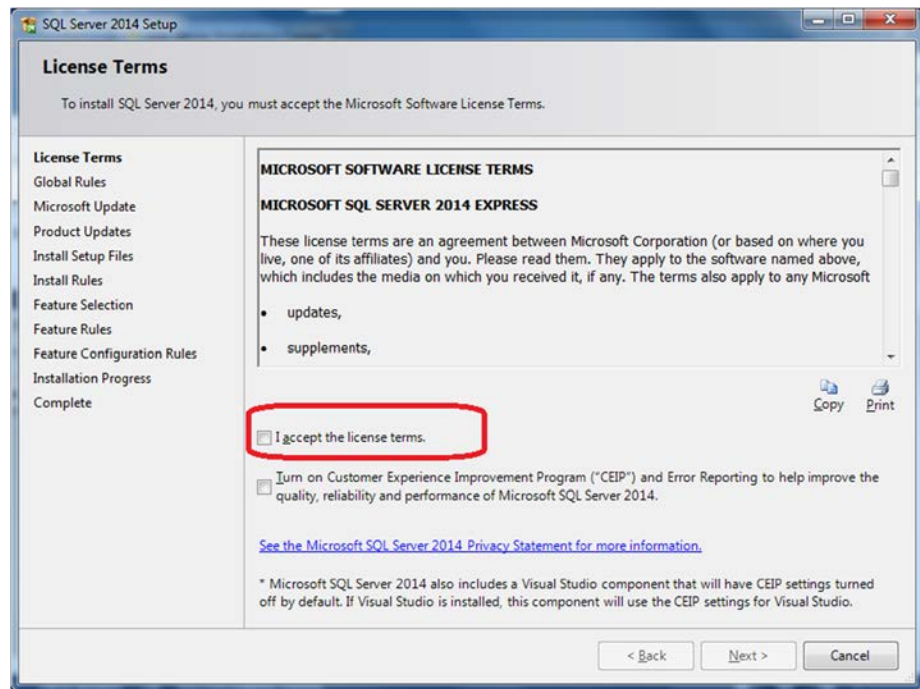 SQL Server 2014 Setup
License Terms
To install SQL Server 2014, you must accept the Microsoft Software License Terms.
License Terms
Global Rules
Microsoft Update
Product Updates
Install Setup Files
Install Rules
Feature Selection
Feature Rules
Feature Configuration Rules
Installation Progress
Complete
MICROSOFT SOFTWARE LICENSE TERMS
MICROSOFT SQL SERVER 2014 EXPRESS
These license terms are an agreement between Microsoft Corporation (or based on where you
live, one of its affiliates) and you. Please read them. They apply to the software named above,
which includes the media on which you received it, if any. The terms also apply to any Microsoft
• updates,
• supplements,
Copy Print
I accept the license terms.
Turn on Customer Experience Improvement Program ("CEIP") and Error Reporting to help improve the
quality, reliability and performance of Microsoft SQL Server 2014.
See the Microsoft SQL Server 2014 Privacy Statement for more information.
* Microsoft SQL Server 2014 also includes a Visual Studio component that will have CEIP settings turned
off by default. If Visual Studio is installed, this component will use the CEIP settings for Visual Studio.
< Back Next > Cancel